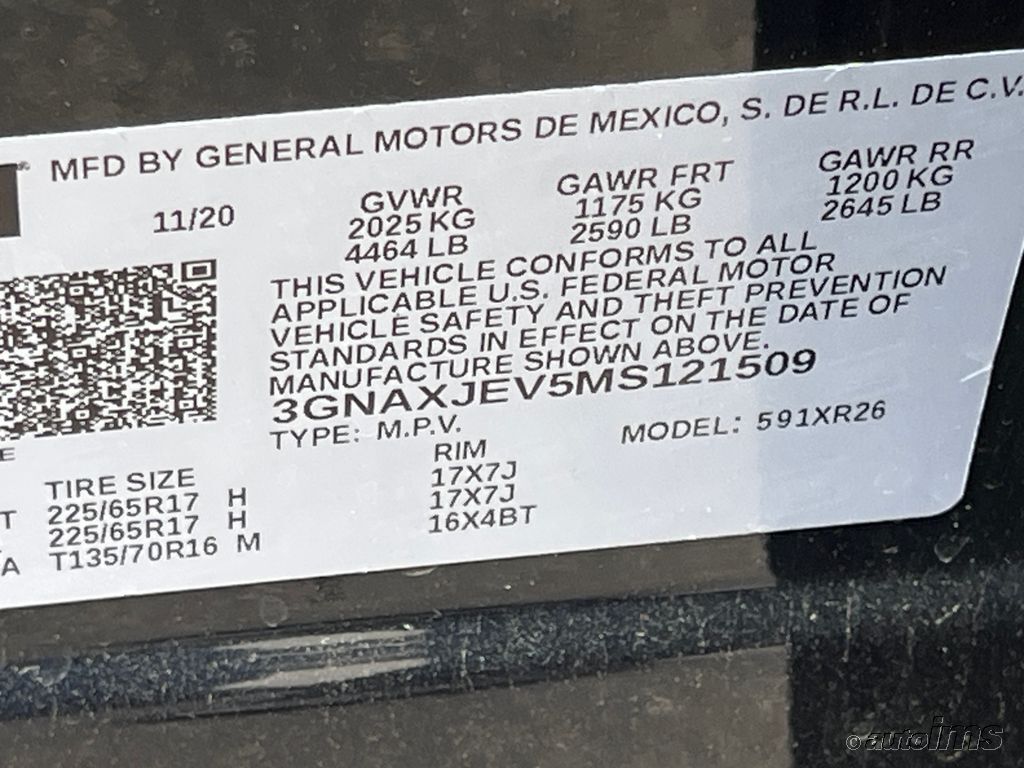 MFD BY GENERAL MOTORS DE MEXICO, S. DE R.L. DE C.V.
11/20 GVWR GAWR FRT GAWR RR
2025 KG 1175 KG 1200 KG
4464 LB 2590 LB 2645 LB
THIS VEHICLE CONFORMS TO ALL
APPLICABLE U.S. FEDERAL MOTOR
VEHICLE SAFETY AND THEFT PREVENTION
STANDARDS IN EFFECT ON THE DATE OF
MANUFACTURE SHOWN ABOVE.
3GNAXJEV5MS121509
TYPE: M.P.V. MODEL: 591XR26
E
TIRE SIZE RIM
T 225/65R17 H 17X7J
225/65R17 H 17X7J
A T135/70R16 M 16X4BT
© autoims